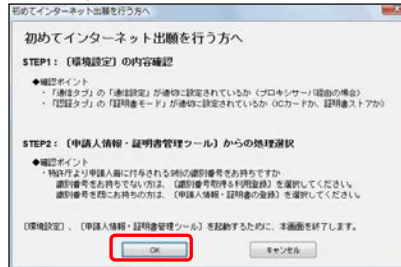 初めてインターネット出願を行う方へ
初めてインターネット出願を行う方へ
STEP1：〔環境設定〕の内容確認
◆確認ポイント
・「通信タブ」の「通信設定」が適切に設定されているか（プロキシサーバ経由の場合）
・「認証タブ」の「証明書モード」が適切に設定されているか（ICカードか、証明書ストアか）
STEP2：〔申請人情報・証明書管理ツール〕からの処理選択
◆確認ポイント
・特許庁より申請人毎に付与される9桁の識別番号をお持ちですか
識別番号をお持ちでない方は、〔識別番号取得&利用登録〕を選択してください。
識別番号を既にお持ちの方は、〔申請人情報・証明書の登録〕を選択してください。
〔環境設定〕、〔申請人情報・証明書管理ツール〕を起動するために、本画面を終了します。
OK
キャンセル